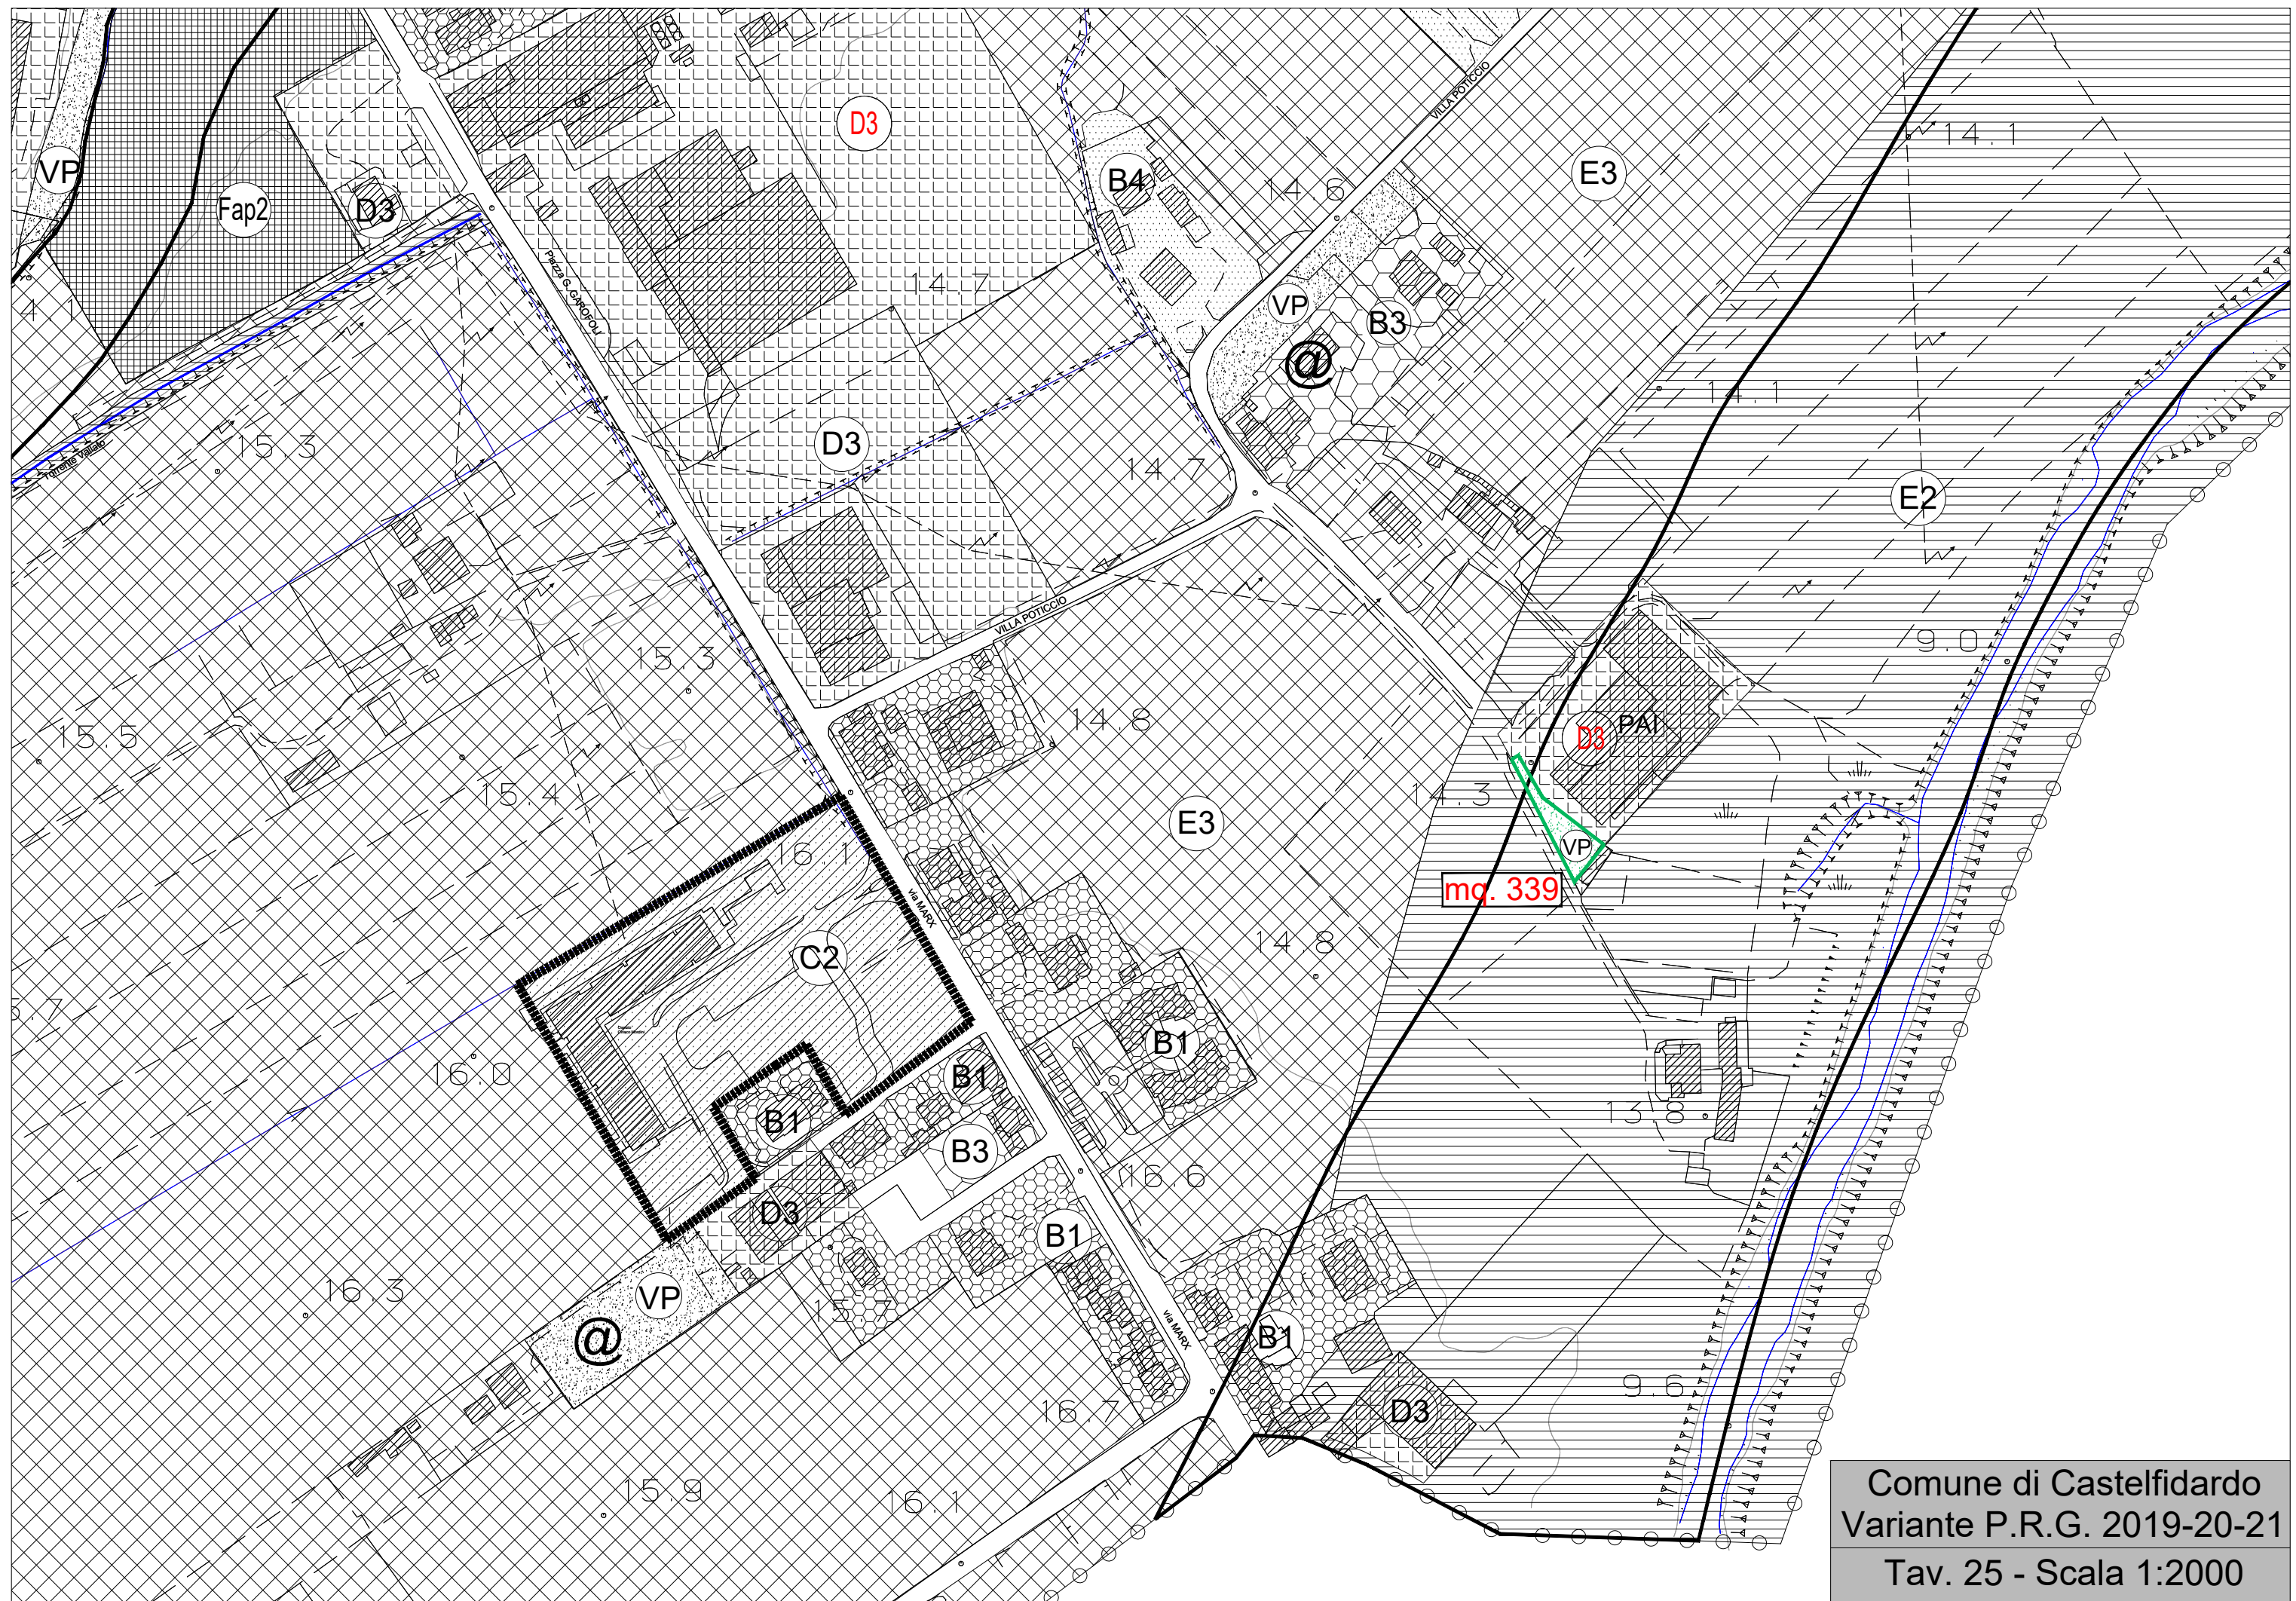 VILLA POTICCIO
D3
14.1
VP
B4
E3
14.6
Fap2
D3
Piazza G. GAROFOLI
14.7
VP
B3
4.1
@
14.1
15.3
D3
Torrente Vallato
14.7
E2
VILLA POTICCIO
9.0
15.3
14.8
PAI
D3
15.5
15.4
14.3
E3
16.1
VP
mq. 339
via MARX
14.8
C2
5.7
B1
16.0
B1
13.8
B1
B3
16.6
D3
B1
16.3
VP
15.7
via MARX
@
B1
9.6
16.7
D3
15.9
16.1
Comune di Castelfidardo
Variante P.R.G. 2019-20-21
Tav. 25 - Scala 1:2000